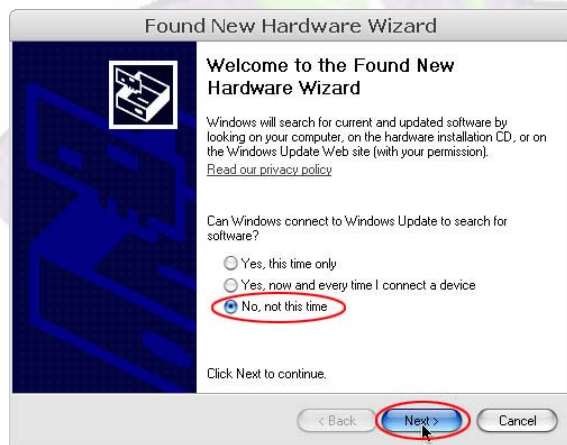 Found New Hardware Wizard
Welcome to the Found New
Hardware Wizard
Windows will search for current and updated software by
looking on your computer, on the hardware installation CD, or on
the Windows Update Web site (with your permission).
Read our privacy policy
Can Windows connect to Windows Update to search for
software?
Yes, this time only
Yes, now and every time I connect a device
No, not this time
Click Next to continue.
< Back
Next >
Cancel